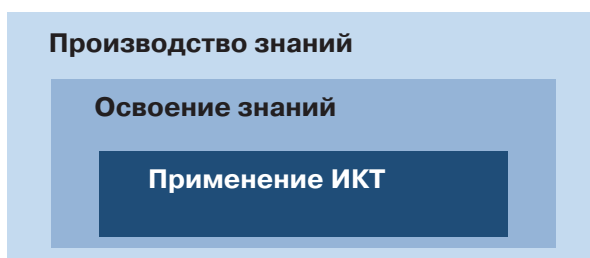 Производство знаний
Освоение знаний
Применение ИКТ